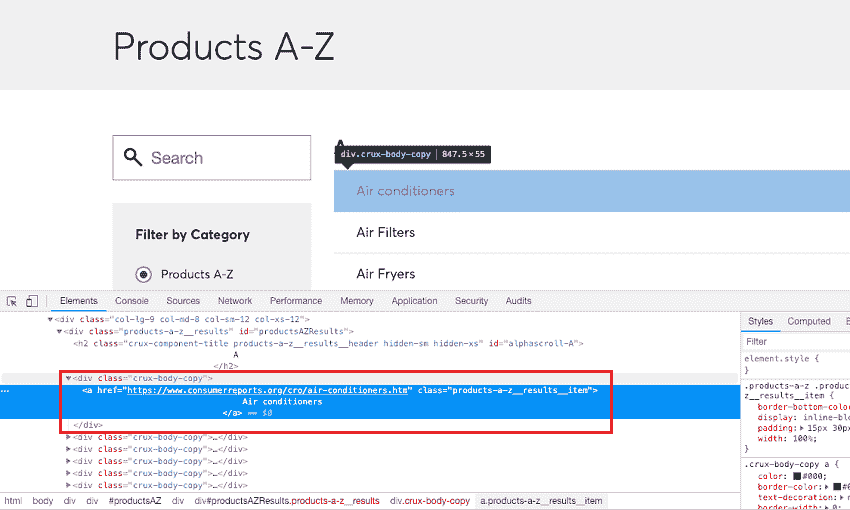 Products A-Z
Search
A
div.crux-body-copy | 847.5 × 55
Air conditioners
Filter by Category
Air Filters
Products A-Z
Air Fryers
Elements Console Sources Network Performance Memory Application Security Audits
▼<div class="col-lg-9 col-md-8 col-sm-12 col-xs-12">
▼<div class="products-a-z__results" id="productsAZResults">
<h2 class="crux-component-title products-a-z__results__header hidden-sm hidden-xs" id="alphascroll-A">
A
</h2>
▼<div class="crux-body-copy">
<a href="https://www.consumerreports.org/cro/air-conditioners.htm" class="products-a-z__results__item">
Air conditioners
</a> == $0
</div>
▶<div class="crux-body-copy">…</div>
▶<div class="crux-body-copy">…</div>
▶<div class="crux-body-copy">…</div>
▶<div class="crux-body-copy">…</div>
▶<div class="crux-body-copy">…</div>
html body div div #productsAZ div div#productsAZResults.products-a-z__results div.crux-body-copy a.products-a-z__results__item
Styles Computed
Filter
element.style {
}
.products-a-z .produc
z__results__item {
border-bottom-colo
display: inline-blo
padding:▶ 15px 30px
width: 100%;
}
.crux-body-copy a {
color: #000;
border-color:▶ #0
text-decoration:▶ n
border-width:▶ 0;